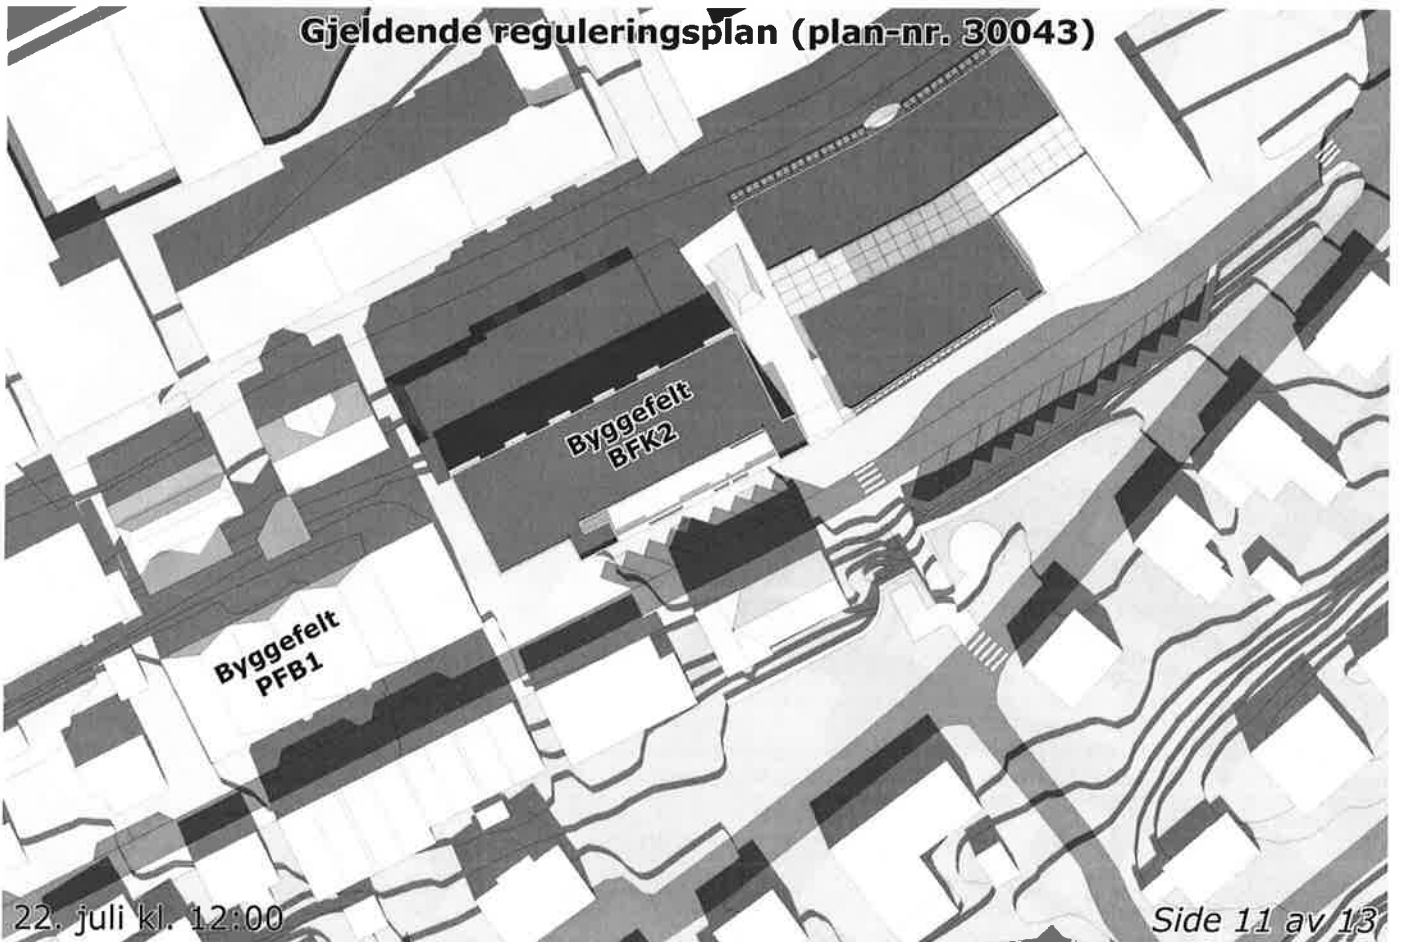 Gjeldende reguleringsplan (plan-nr. 30043)
Byggefelt
BFK2
Byggefelt
PFB1
22. juli kl. 12:00
Side 11 av 13